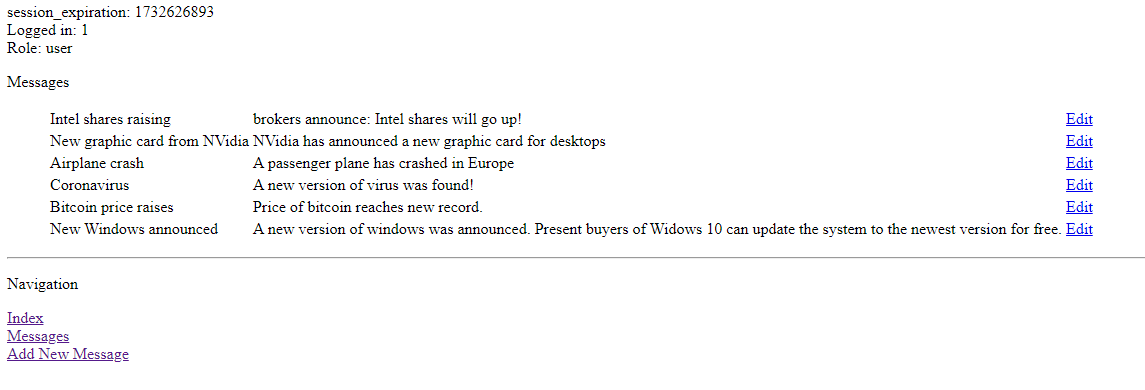 session_expiration: 1732626893
Logged in: 1
Role: user
Messages
Intel shares raising brokers announce: Intel shares will go up! Edit
New graphic card from NVidia NVidia has announced a new graphic card for desktops Edit
Airplane crash A passenger plane has crashed in Europe Edit
Coronavirus A new version of virus was found! Edit
Bitcoin price raises Price of bitcoin reaches new record. Edit
New Windows announced A new version of windows was announced. Present buyers of Widows 10 can update the system to the newest version for free. Edit
Navigation
Index
Messages
Add New Message